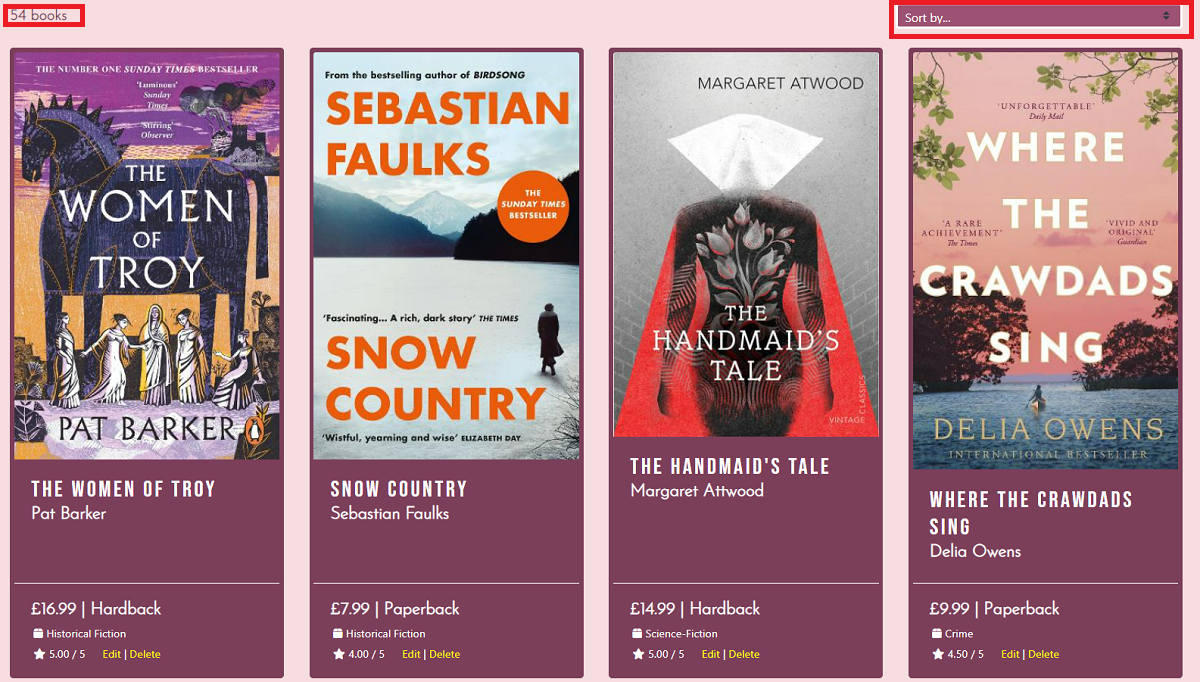 54 books
Sort by...
THE NUMBER ONE SUNDAY TIMES BESTSELLER
'Luminous'
Sunday
Times
'Stirring'
Observer
THE
WOMEN
OF
TROY
PAT BARKER
THE WOMEN OF TROY
Pat Barker
£16.99 | Hardback
Historical Fiction
5.00 / 5 Edit | Delete
From the bestselling author of BIRDSONG
SEBASTIAN
FAULKS
THE
SUNDAY TIMES
BESTSELLER
'Fascinating... A rich, dark story' THE TIMES
SNOW
COUNTRY
'Wistful, yearning and wise' ELIZABETH DAY
SNOW COUNTRY
Sebastian Faulks
£7.99 | Paperback
Historical Fiction
4.00 / 5 Edit | Delete
MARGARET ATWOOD
THE
HANDMAID'S
TALE
VINTAGE CLASSICS
THE HANDMAID'S TALE
Margaret Attwood
£14.99 | Hardback
Science-Fiction
5.00 / 5 Edit | Delete
'UNFORGETTABLE'
Daily Mail
WHERE
THE
'A RARE
ACHIEVEMENT'
The Times
'VIVID AND
ORIGINAL'
Guardian
CRAWDADS
SING
DELIA OWENS
INTERNATIONAL BESTSELLER
WHERE THE CRAWDADS
SING
Delia Owens
£9.99 | Paperback
Crime
4.50 / 5 Edit | Delete